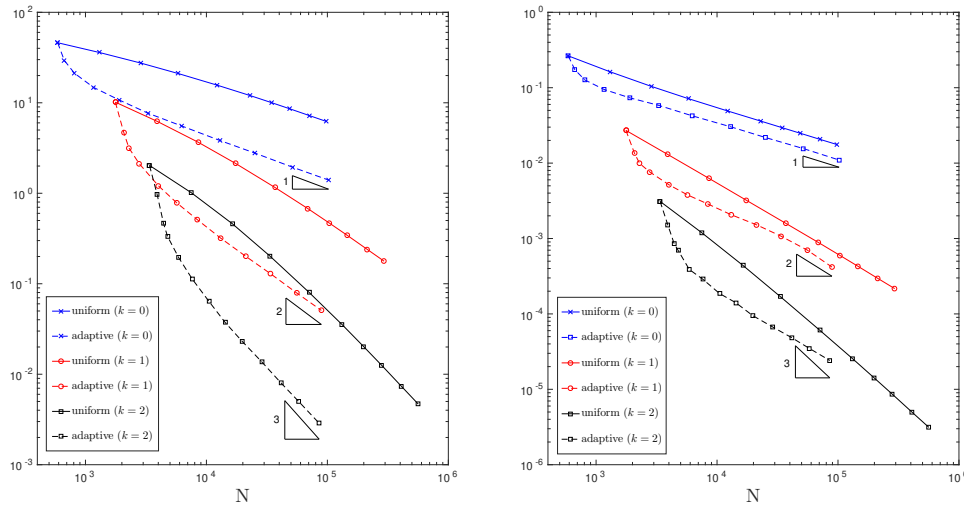 10^2
10^1
10^0
10^-1
10^-2
10^-3
10^3
10^4
10^5
10^6
N
1
2
3
uniform (k = 0)
adaptive (k = 0)
uniform (k = 1)
adaptive (k = 1)
uniform (k = 2)
adaptive (k = 2)
10^0
10^-1
10^-2
10^-3
10^-4
10^-5
10^-6
10^3
10^4
10^5
10^6
N
1
2
3
uniform (k = 0)
adaptive (k = 0)
uniform (k = 1)
adaptive (k = 1)
uniform (k = 2)
adaptive (k = 2)